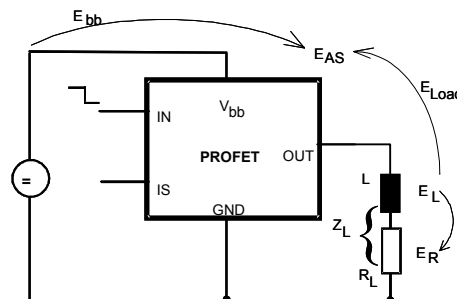 E_bb
E_AS
E_Load
V_bb
IN
PROFET
OUT
=
IS
L
E_L
GND
Z_L {
R_L
E_R